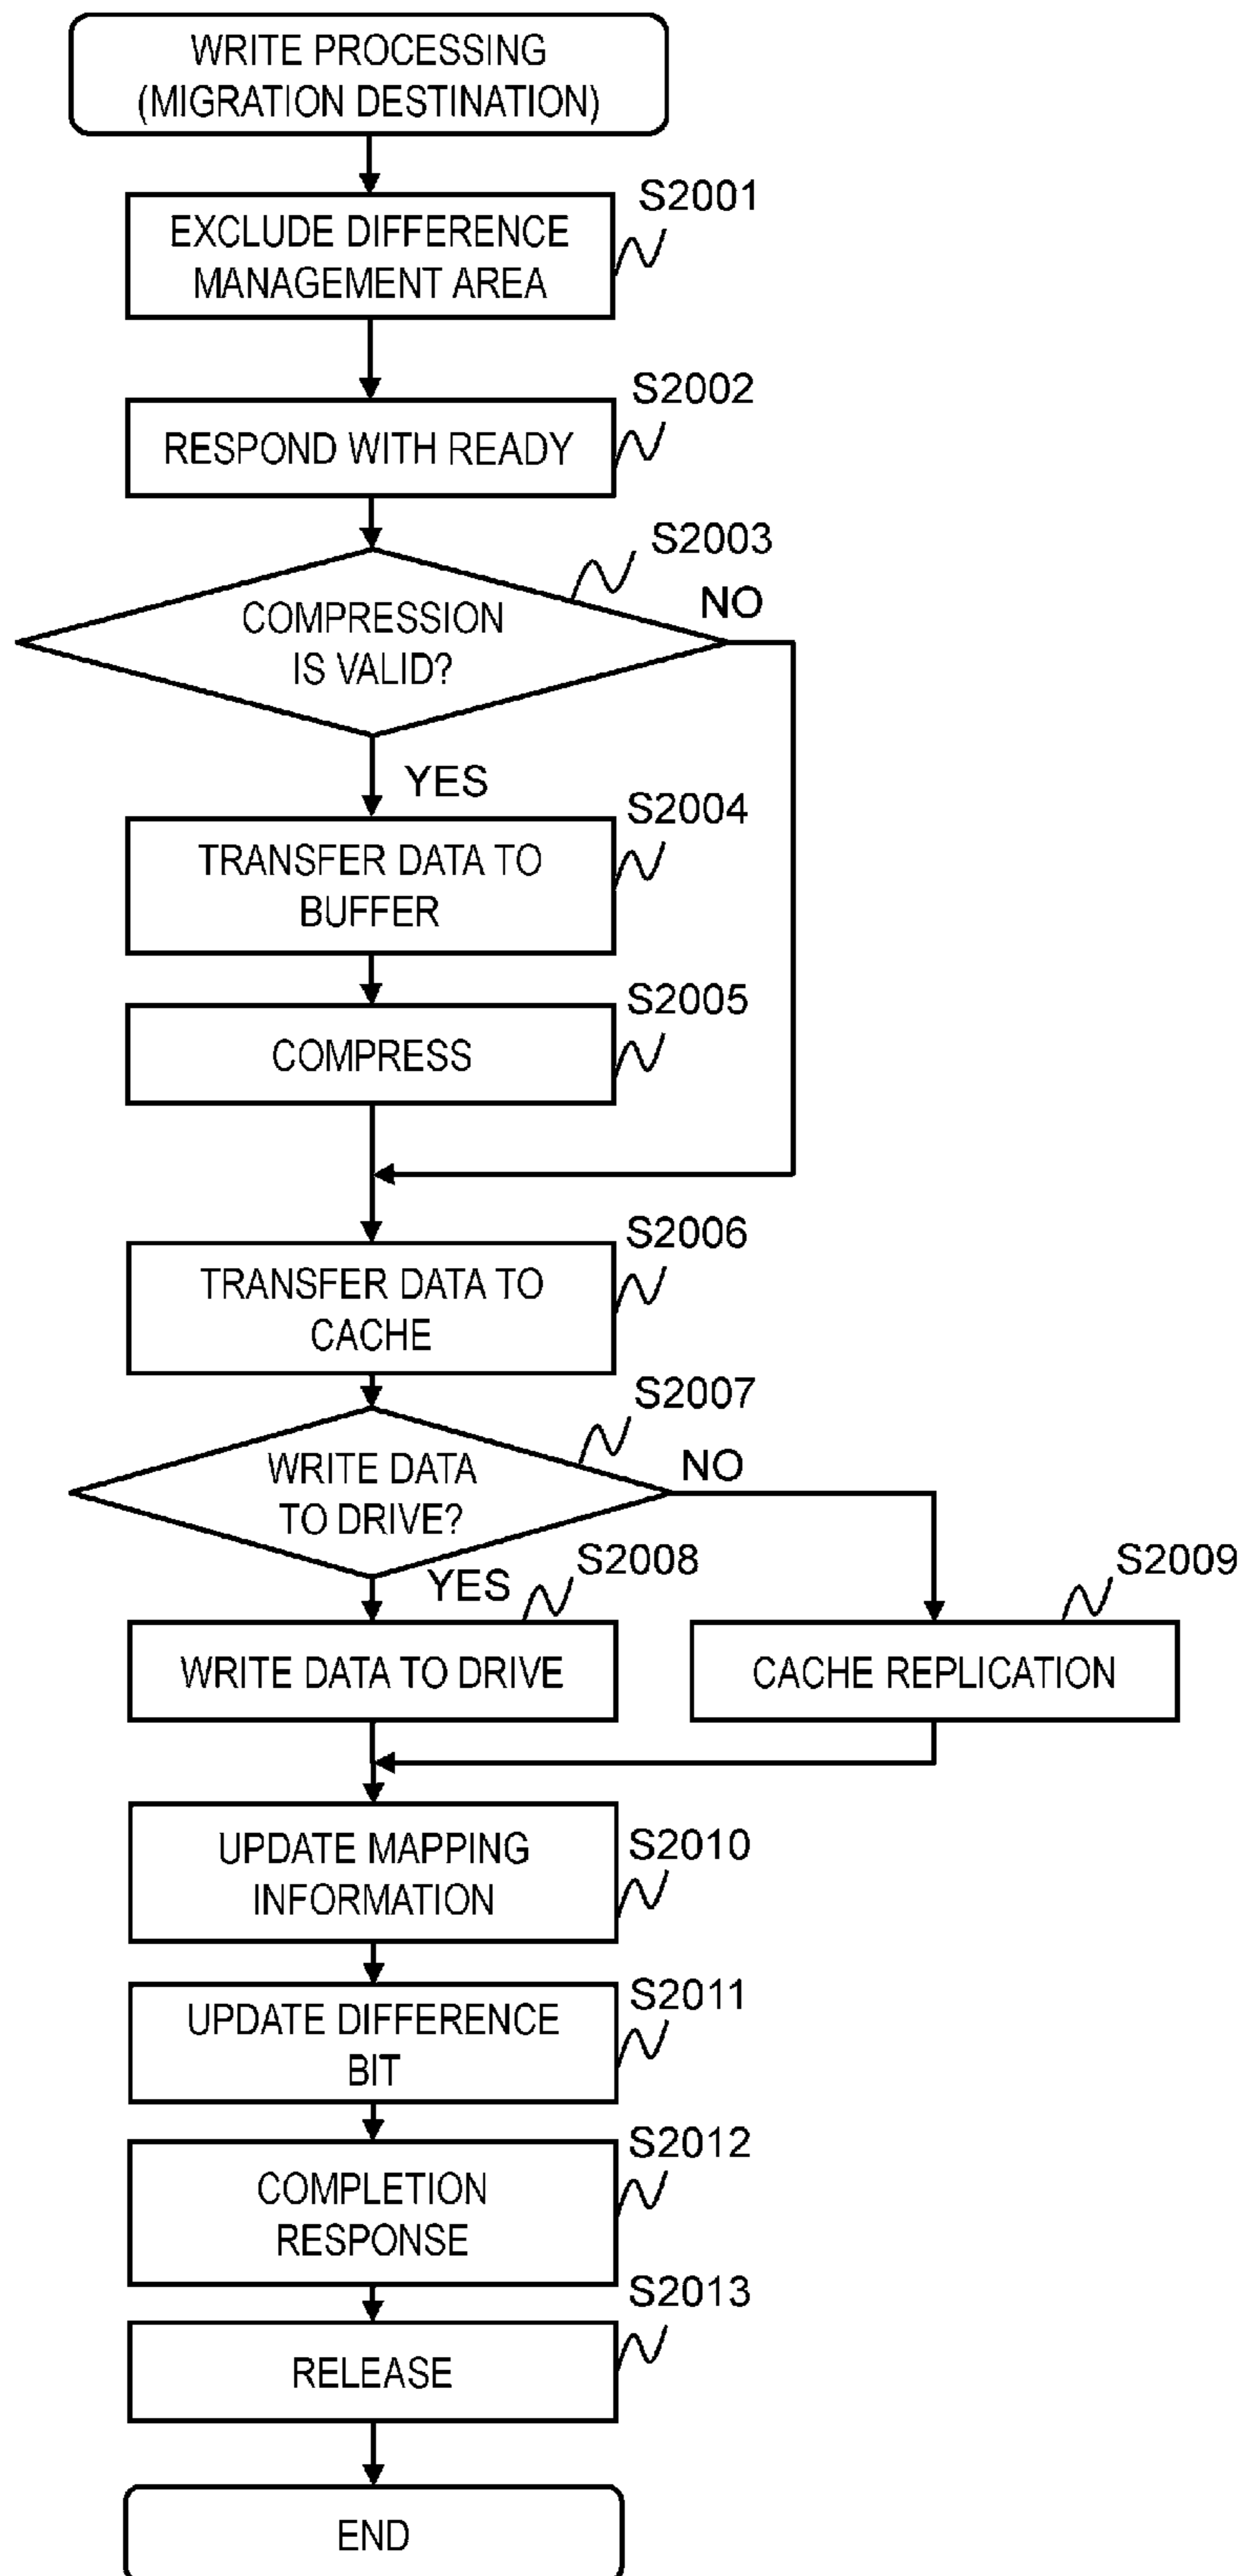 WRITE PROCESSING
(MIGRATION DESTINATION)
S2001
EXCLUDE DIFFERENCE
MANAGEMENT AREA
S2002
RESPOND WITH READY
S2003
COMPRESSION
IS VALID?
NO
YES
S2004
TRANSFER DATA TO
BUFFER
S2005
COMPRESS
S2006
TRANSFER DATA TO
CACHE
S2007
WRITE DATA
TO DRIVE?
NO
YES
S2008
WRITE DATA TO DRIVE
S2009
CACHE REPLICATION
S2010
UPDATE MAPPING
INFORMATION
S2011
UPDATE DIFFERENCE
BIT
S2012
COMPLETION
RESPONSE
S2013
RELEASE
END